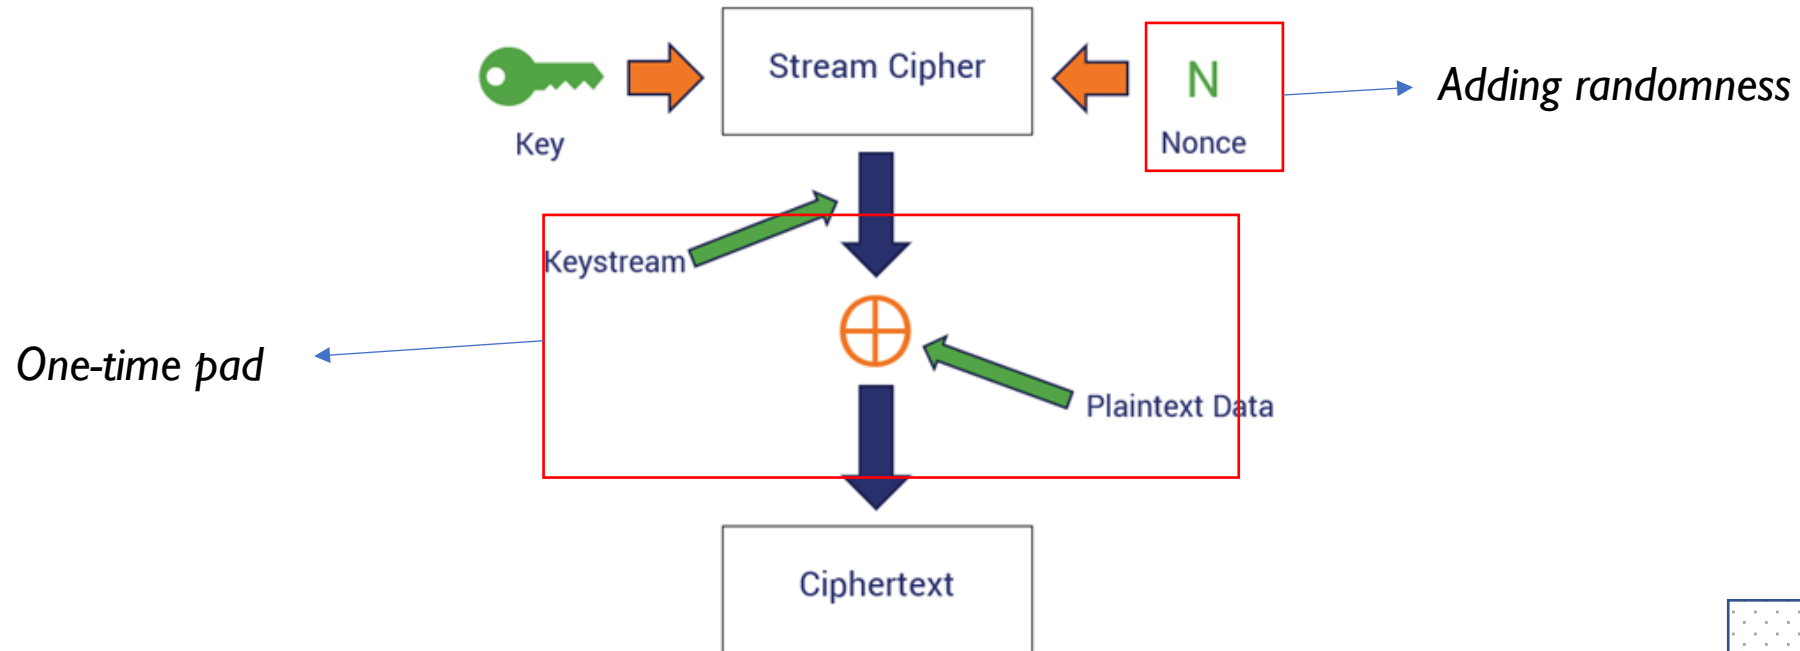 Stream Cipher
N
Adding randomness
Key
Nonce
Keystream
One-time pad
Plaintext Data
Ciphertext